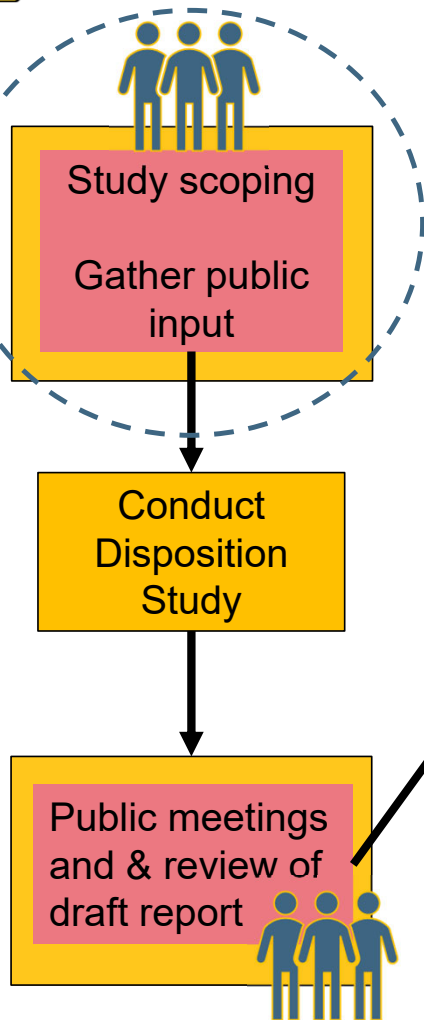 Study scoping
Gather public
input
Conduct
Disposition
Study
Public meetings
and & review of
draft report